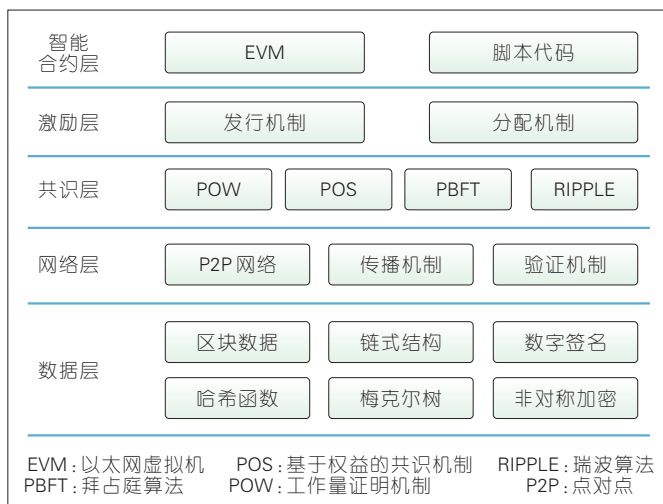 智能
合约层
EVM 脚本代码
激励层 发行机制 分配机制
共识层 POW POS PBFT RIPPLE
网络层 P2P 网络 传播机制 验证机制
区块数据 链式结构 数字签名
数据层
哈希函数 梅克尔树 非对称加密
EVM:以太网虚拟机 POS:基于权益的共识机制 RIPPLE:瑞波算法
PBFT:拜占庭算法 POW:工作量证明机制 P2P:点对点